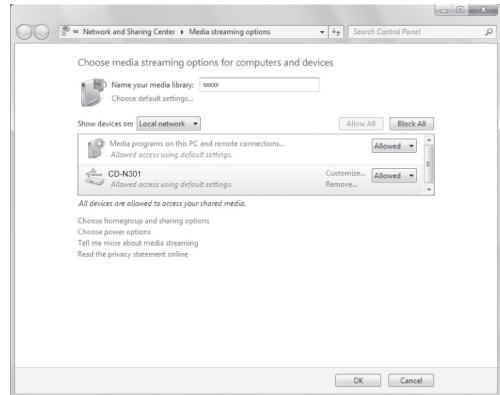 « Network and Sharing Center ▸ Media streaming options
Search Control Panel
Choose media streaming options for computers and devices
Name your media library: xxxxx
Choose default settings...
Show devices on: Local network
Allow All
Block All
Media programs on this PC and remote connections...
Allowed access using default settings.
Allowed
CD-N301
Allowed access using default settings.
Customize...
Remove...
Allowed
All devices are allowed to access your shared media.
Choose homegroup and sharing options
Choose power options
Tell me more about media streaming
Read the privacy statement online
OK
Cancel